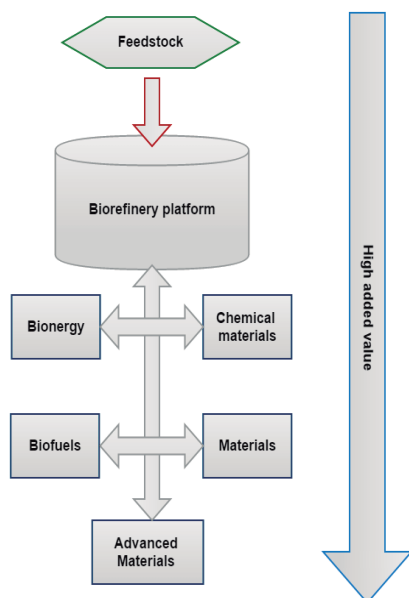 Feedstock
Biorefinery platform
Bionergy
Chemical
materials
Biofuels
Materials
Advanced
Materials
High added value